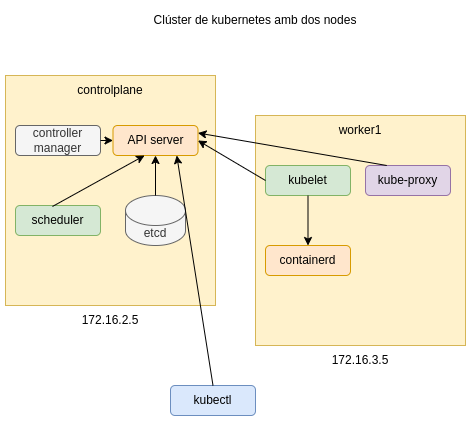 Clúster de kubernetes amb dos nodes
controlplane
controller
manager
API server
scheduler
etcd
172.16.2.5
worker1
kubelet
kube-proxy
containerd
172.16.3.5
kubectl